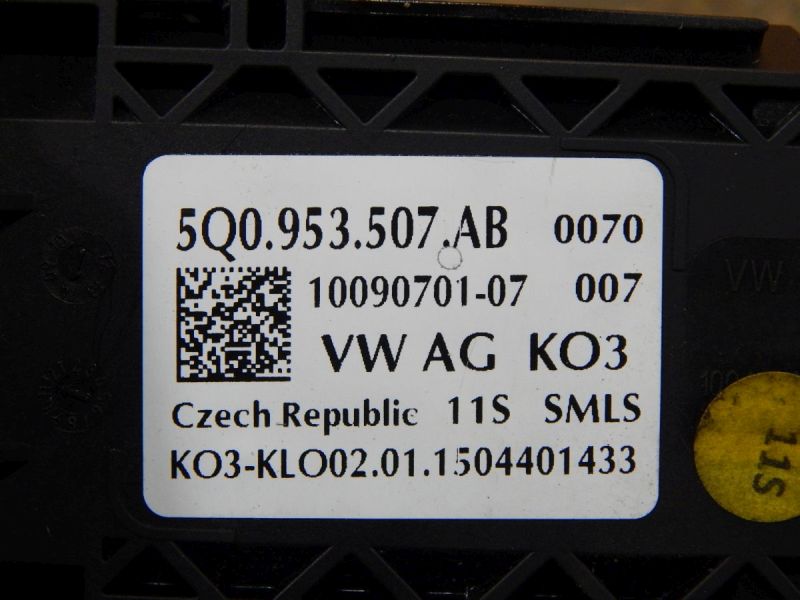 5Q0.953.507.AB 0070
10090701-07 007
VW AG KO3
Czech Republic 11S SMLS
KO3-KLO02.01.1504401433
VW
11S